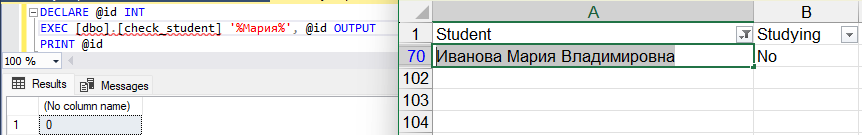 DECLARE @id INT
EXEC [dbo].[check_student] '%Мария%', @id OUTPUT
PRINT @id
100 %
Results Messages
(No column name)
1 0
A B
1 Student Studying
70 Иванова Мария Владимировна No
102
103
104